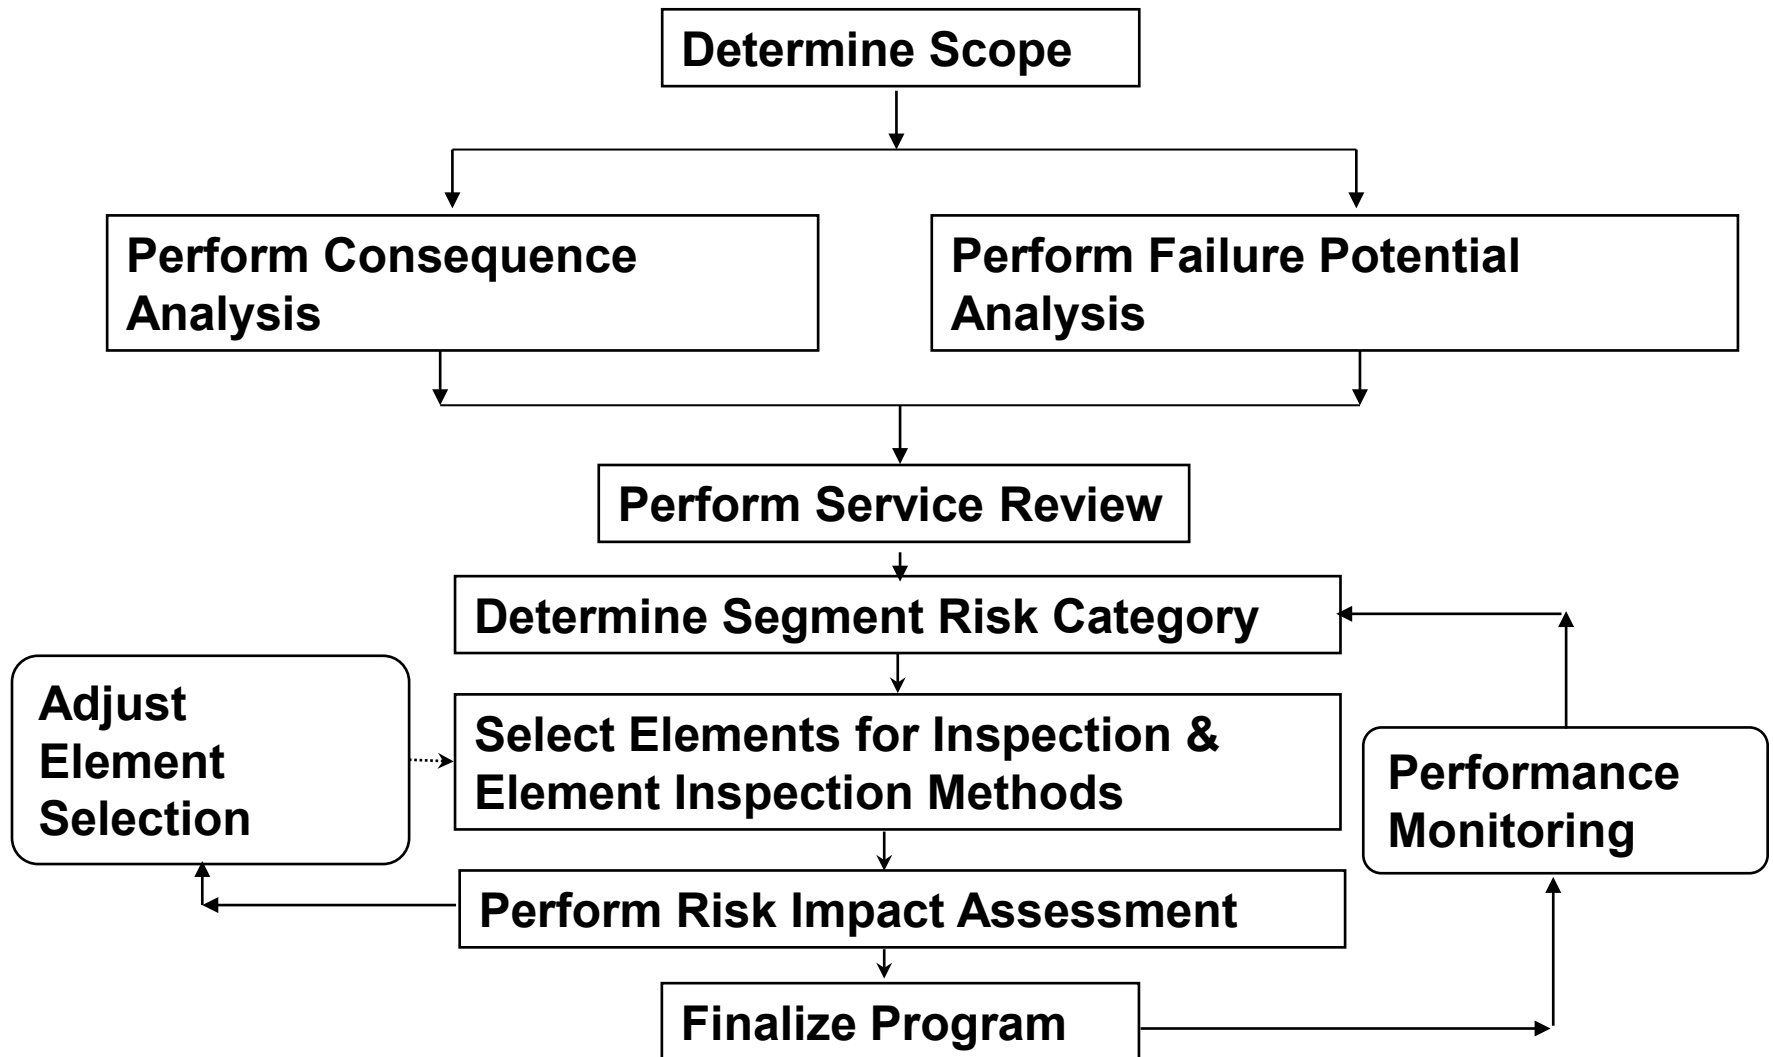 Determine Scope
Perform Consequence
Analysis
Perform Failure Potential
Analysis
Perform Service Review
Determine Segment Risk Category
Adjust
Element
Selection
Select Elements for Inspection &
Element Inspection Methods
Performance
Monitoring
Perform Risk Impact Assessment
Finalize Program